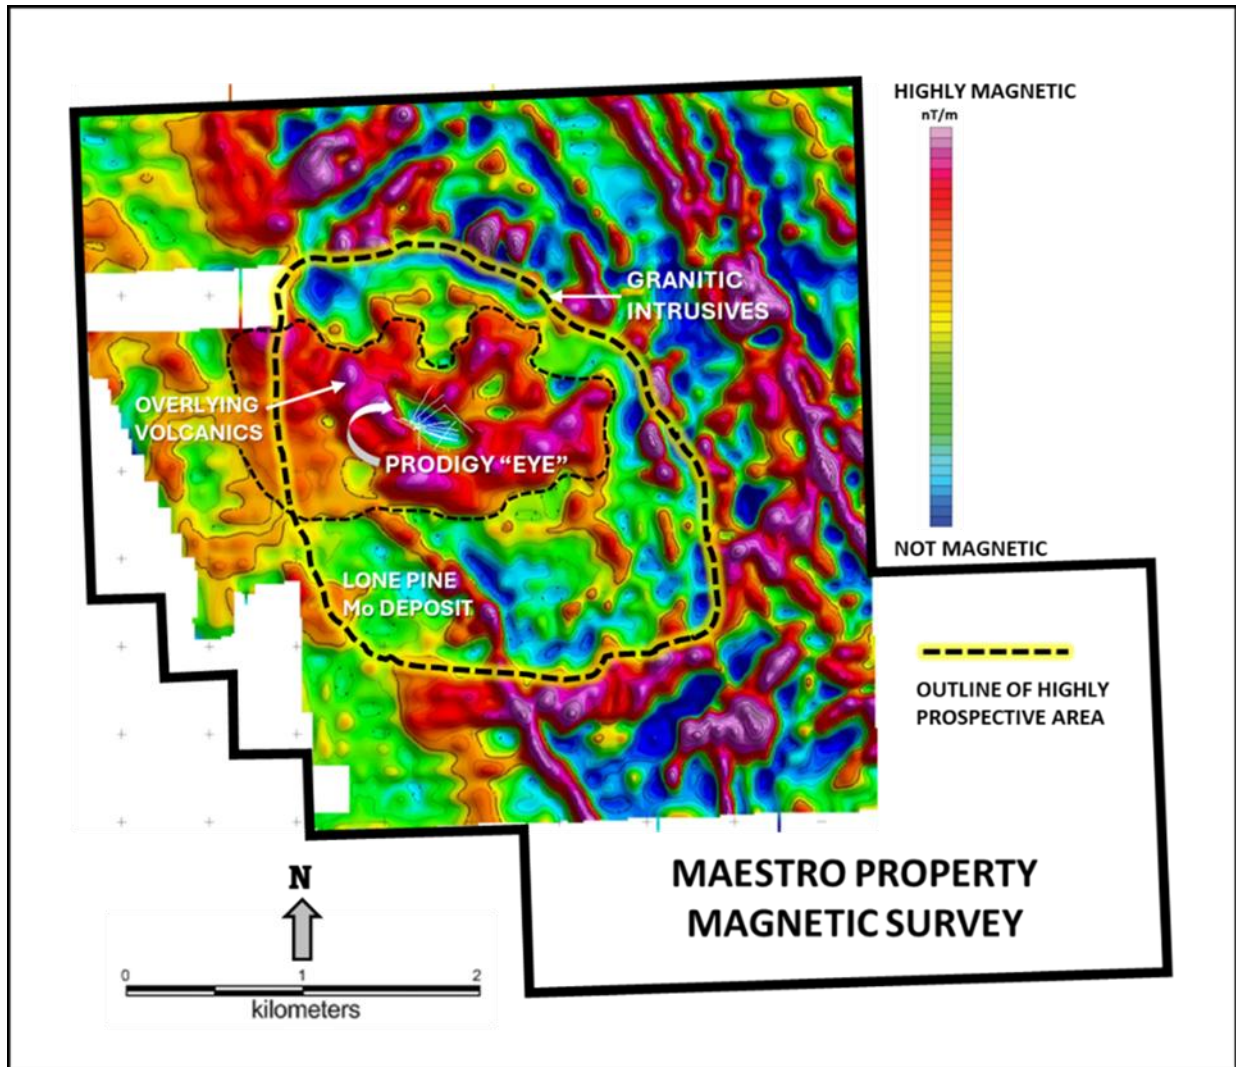 HIGHLY MAGNETIC
nT/m
GRANITIC
INTRUSIVES
OVERLYING
VOLCANICS
PRODIGY “EYE”
NOT MAGNETIC
LONE PINE
Mo DEPOSIT
OUTLINE OF HIGHLY
PROSPECTIVE AREA
MAESTRO PROPERTY
MAGNETIC SURVEY
N
0 1 2
kilometers